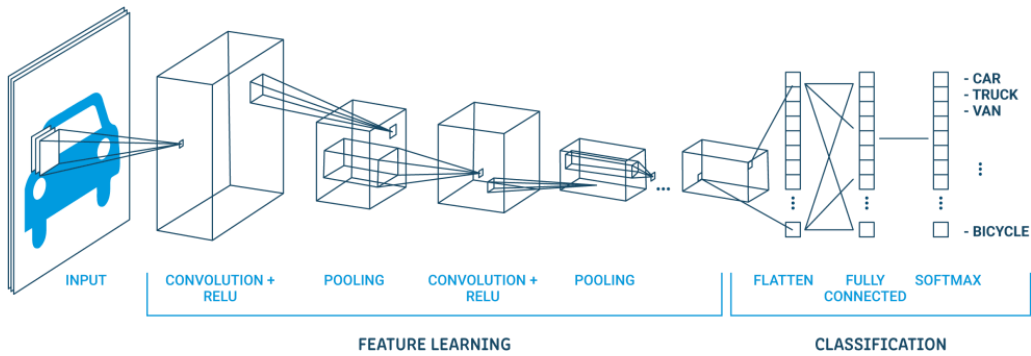 - CAR
- TRUCK
- VAN
- BICYCLE
INPUT
CONVOLUTION + RELU
POOLING
CONVOLUTION + RELU
POOLING
FLATTEN
FULLY CONNECTED
SOFTMAX
FEATURE LEARNING
CLASSIFICATION